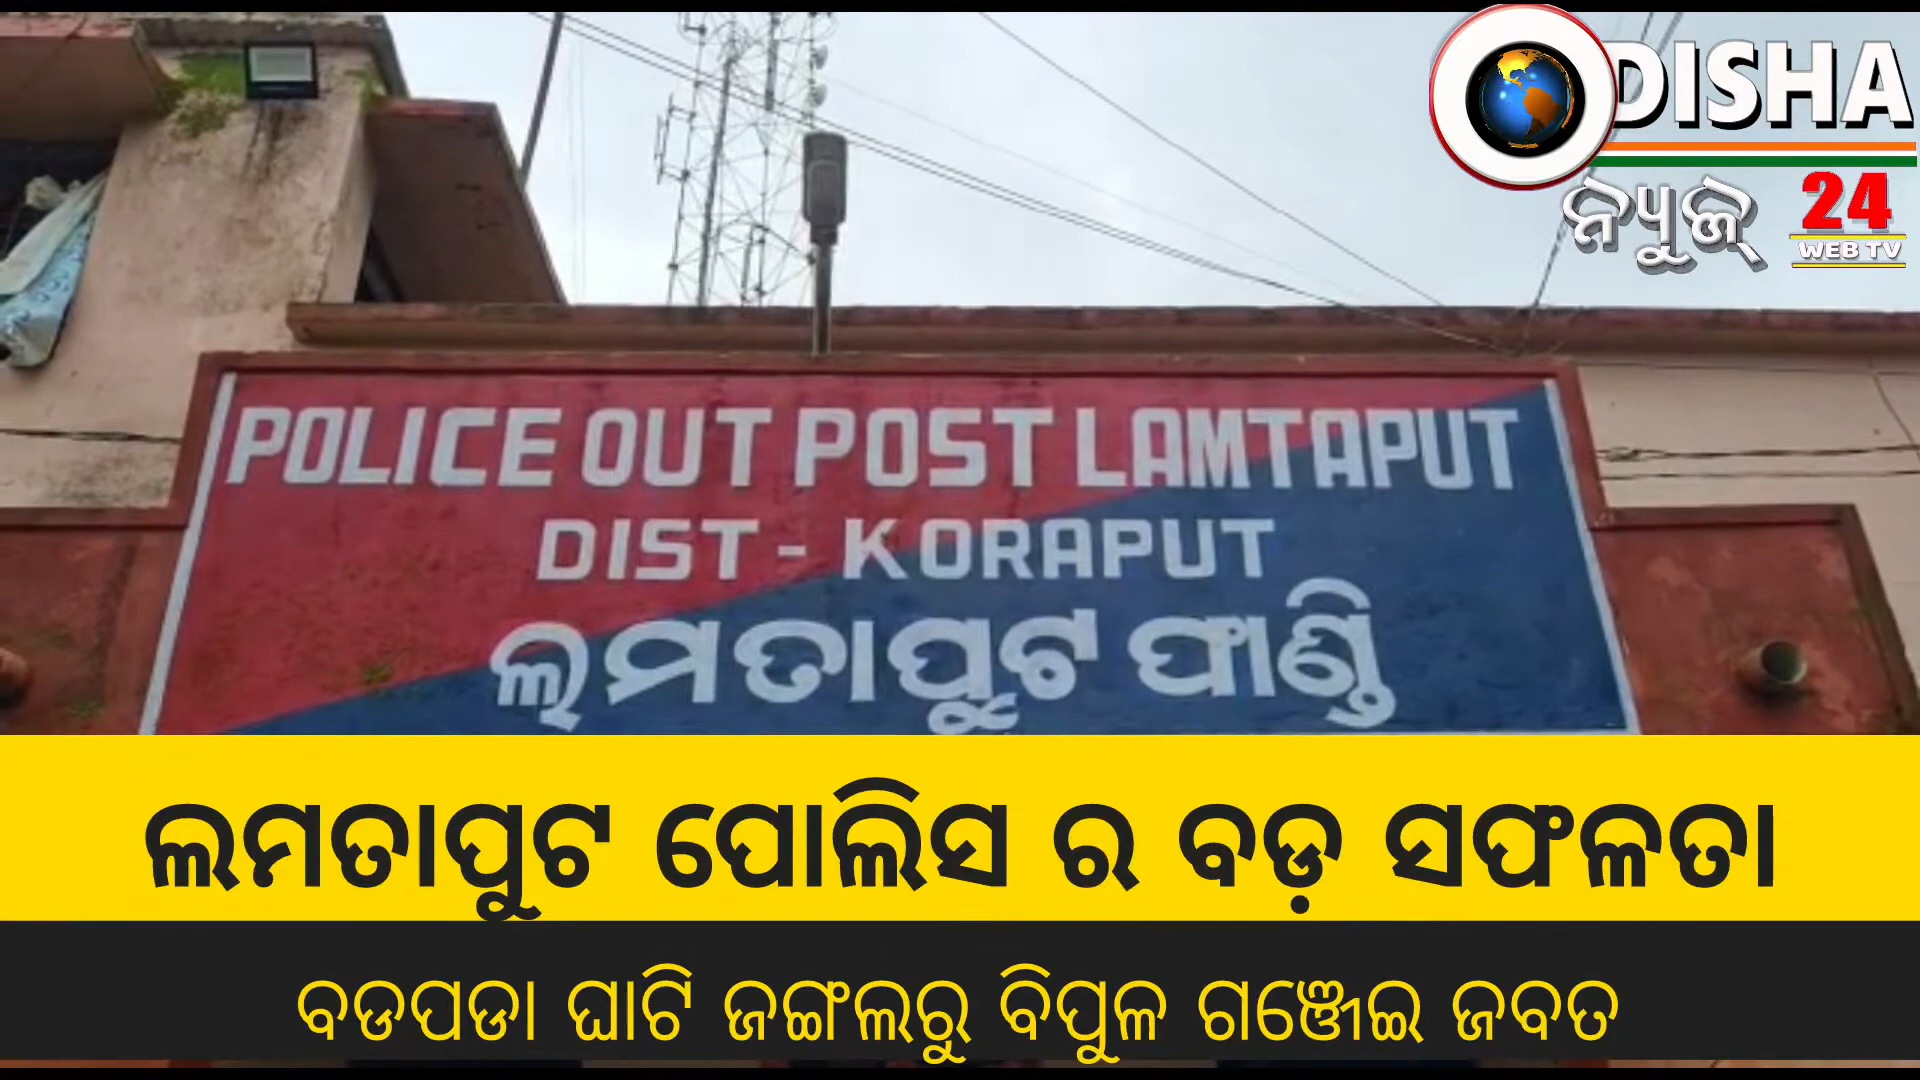 ODISHA
ନ୍ୟୁଜ୍ 24
WEB TV
POLICE OUT POST LAMTAPUT
DIST - KORAPUT
ଲମତାପୁଟ ଫାଣ୍ଡି
ଲମତାପୁଟ ପୋଲିସ ର ବଡ଼ ସଫଳତା
ବଡପଡା ଘାଟି ଜଙ୍ଗଲରୁ ବିପୁଳ ଗଞ୍ଜେଇ ଜବତ